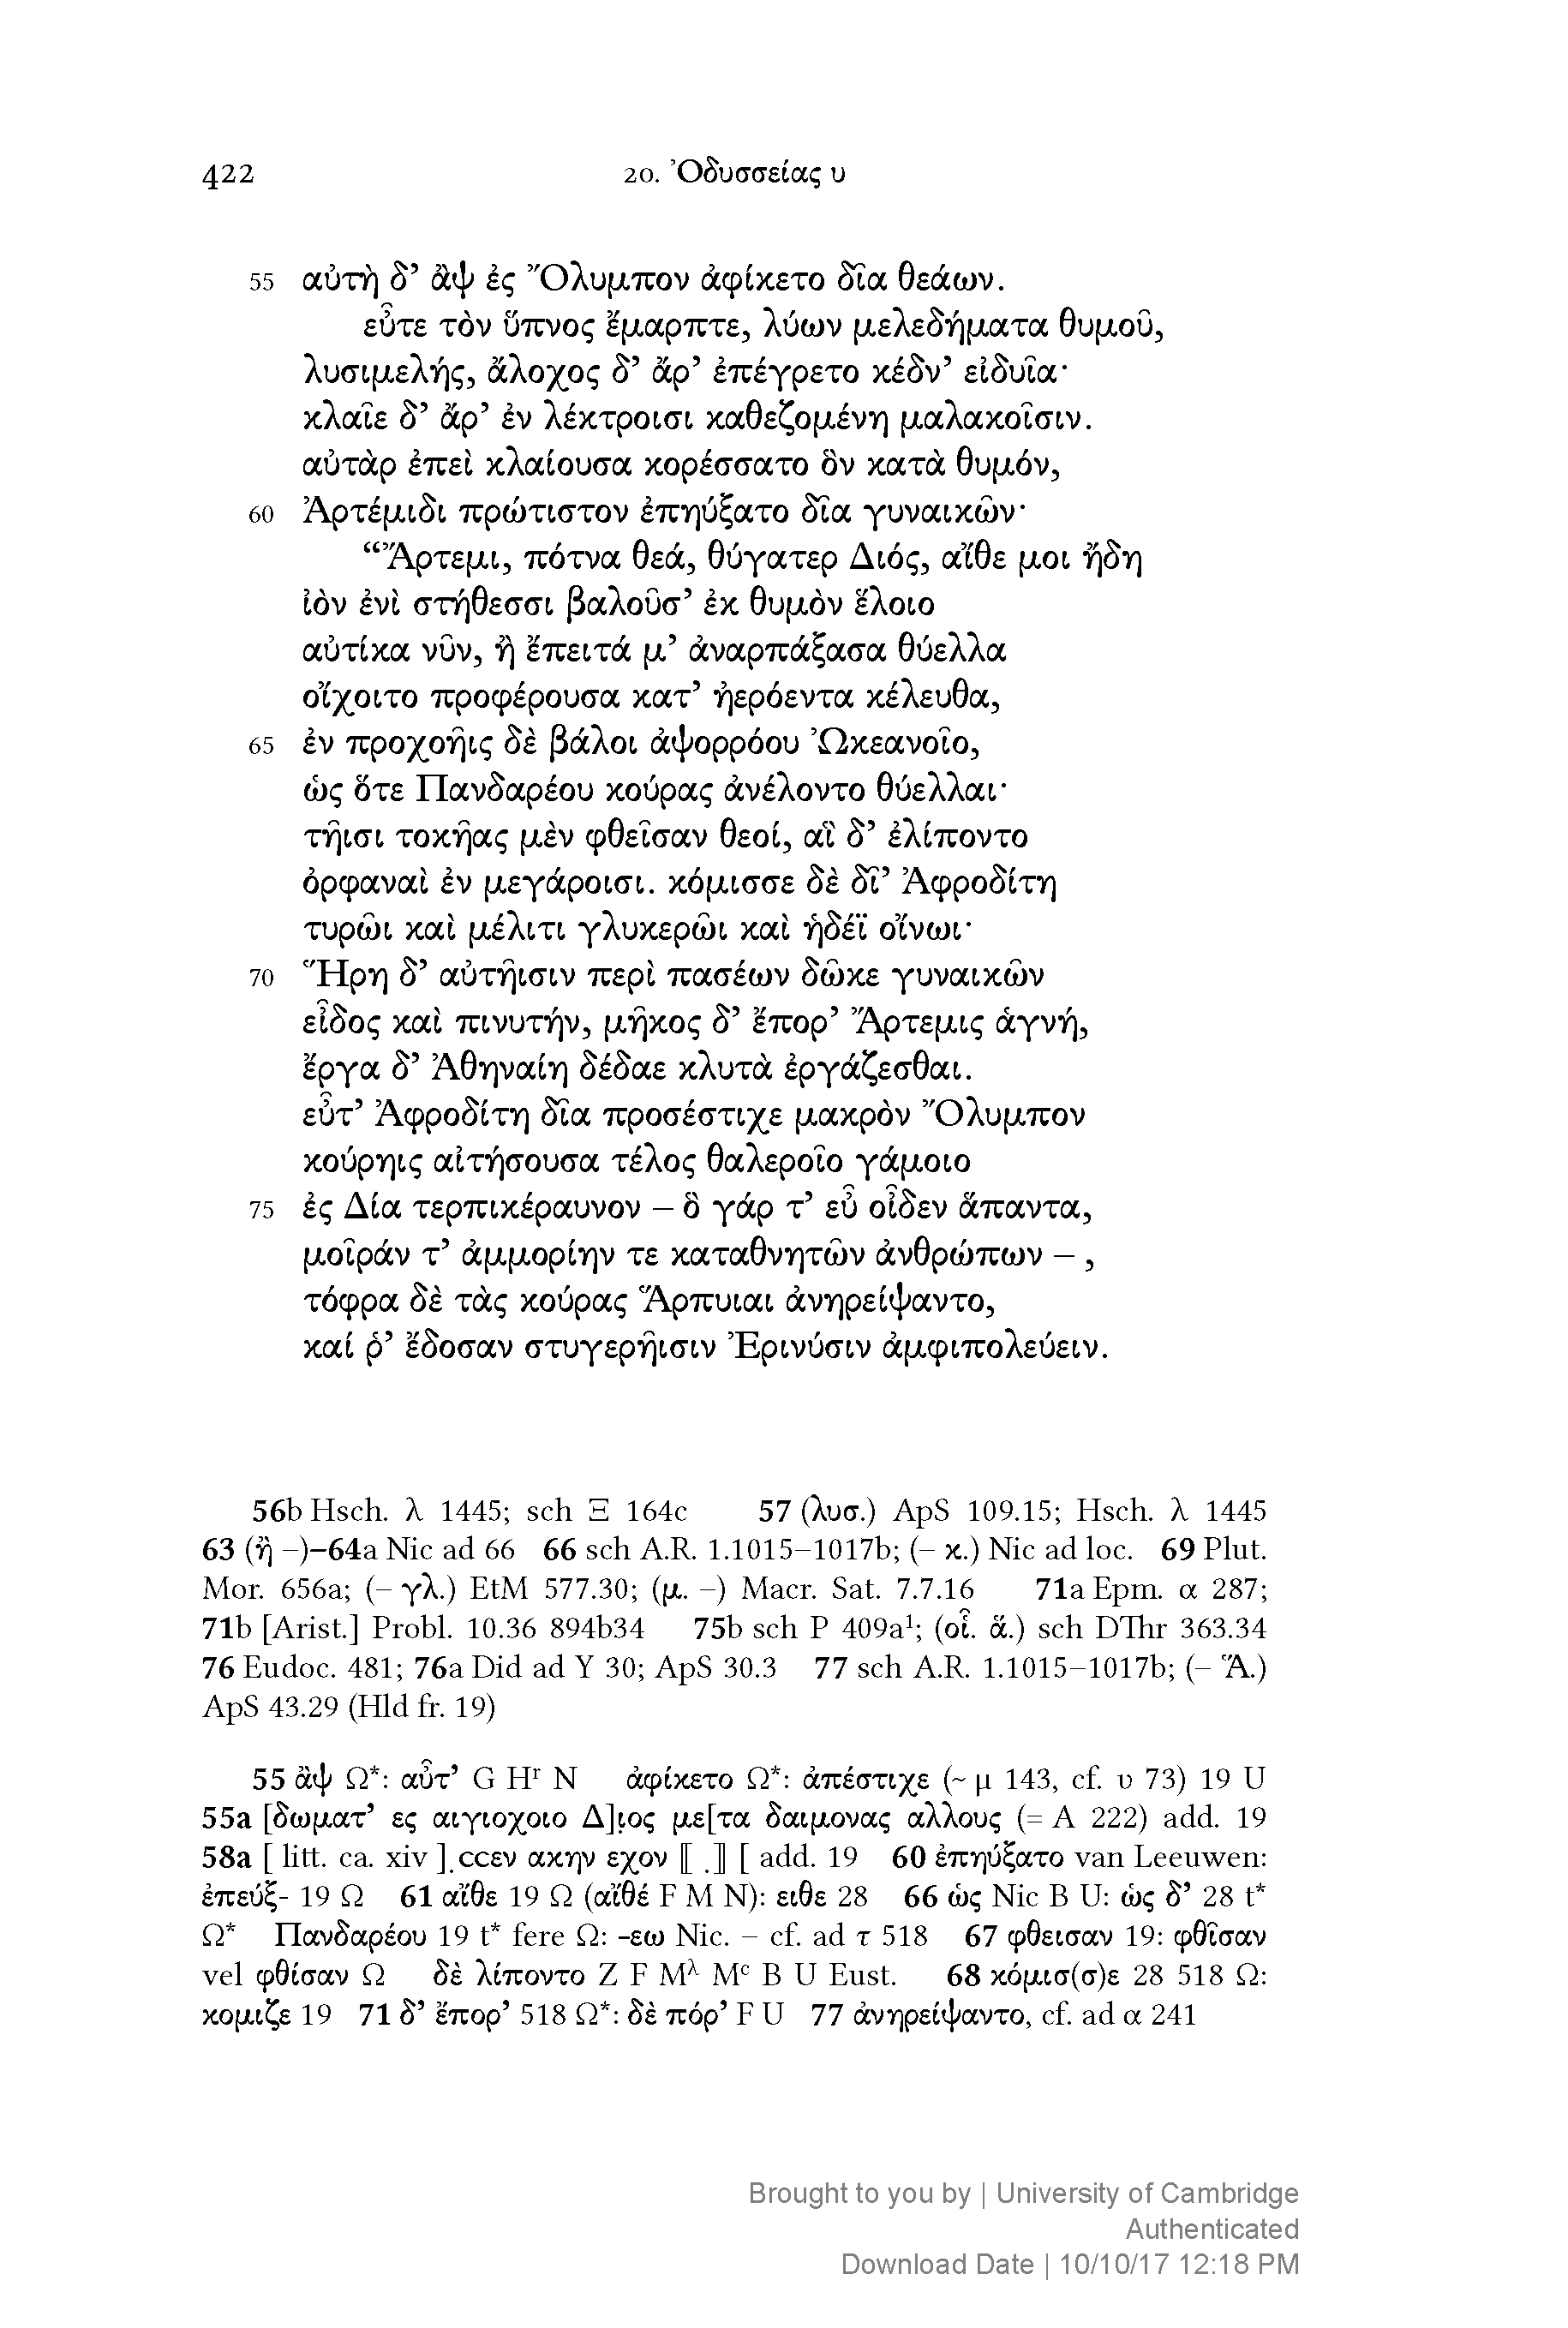 422 20. Ὀδυσσείας υ
55 αὐτὴ δ’ ἂψ ἐς Ὄλυμπον ἀφίκετο δῖα θεάων.
εὖτε τὸν ὕπνος ἔμαρπτε, λύων μελεδήματα θυμοῦ,
λυσιμελής, ἄλοχος δ’ ἄρ’ ἐπέγρετο κέδν’ εἰδυῖα·
κλαῖε δ’ ἄρ’ ἐν λέκτροισι καθεζομένη μαλακοῖσιν.
αὐτὰρ ἐπεὶ κλαίουσα κορέσσατο ὃν κατὰ θυμόν,
60 Ἀρτέμιδι πρώτιστον ἐπηύξατο δῖα γυναικῶν·
“Ἄρτεμι, πότνα θεά, θύγατερ Διός, αἴθε μοι ἤδη
ἰὸν ἐνὶ στήθεσσι βαλοῦσ’ ἐκ θυμὸν ἕλοιο
αὐτίκα νῦν, ἢ ἔπειτά μ’ ἀναρπάξασα θύελλα
οἴχοιτο προφέρουσα κατ’ ἠερόεντα κέλευθα,
65 ἐν προχοῆις δὲ βάλοι ἀψορρόου Ὠκεανοῖο,
ὡς ὅτε Πανδαρέου κούρας ἀνέλοντο θύελλαι·
τῆισι τοκῆας μὲν φθεῖσαν θεοί, αἳ δ’ ἐλίποντο
ὀρφαναὶ ἐν μεγάροισι. κόμισσε δὲ δῖ’ Ἀφροδίτη
τυρῶι καὶ μέλιτι γλυκερῶι καὶ ἡδέϊ οἴνωι·
70 Ἥρη δ’ αὐτῆισιν περὶ πασέων δῶκε γυναικῶν
εἶδος καὶ πινυτήν, μῆκος δ’ ἔπορ’ Ἄρτεμις ἁγνή,
ἔργα δ’ Ἀθηναίη δέδαε κλυτὰ ἐργάζεσθαι.
εὖτ’ Ἀφροδίτη δῖα προσέστιχε μακρὸν Ὄλυμπον
κούρηις αἰτήσουσα τέλος θαλεροῖο γάμοιο
75 ἐς Δία τερπικέραυνον – ὃ γάρ τ’ εὖ οἶδεν ἅπαντα,
μοῖράν τ’ ἀμμορίην τε καταθνητῶν ἀνθρώπων – ,
τόφρα δὲ τὰς κούρας Ἅρπυιαι ἀνηρείψαντο,
καί ῥ’ ἔδοσαν στυγερῆισιν Ἐρινύσιν ἀμφιπολεύειν.
56b Hsch. λ 1445; sch Ξ 164c 57 (λυσ.) ApS 109.15; Hsch. λ 1445
63 (ἢ –)–64a Nic ad 66 66 sch A.R. 1.1015–1017b; (– κ.) Nic ad loc. 69 Plut.
Mor. 656a; (– γλ.) EtM 577.30; (μ. –) Macr. Sat. 7.7.16 71a Epm. α 287;
71b [Arist.] Probl. 10.36 894b34 75b sch P 409a¹; (οἶ. ἅ.) sch DThr 363.34
76 Eudoc. 481; 76a Did ad Υ 30; ApS 30.3 77 sch A.R. 1.1015–1017b; (– Ἅ.)
ApS 43.29 (Hld fr. 19)
55 ἂψ Ω*: αὖτ’ G Hʳ N ἀφίκετο Ω*: ἀπέστιχε (~ μ 143, cf. υ 73) 19 U
55a [δωματ’ ες αιγιοχοιο Δ]ι̣ος με[τα δαιμονας αλλους (= Α 222) add. 19
58a [ litt. ca. xiv ].ϲϲεν ακην εχον ⟦ .⟧ [ add. 19 60 ἐπηύξατο van Leeuwen:
ἐπεύξ- 19 Ω 61 αἴθε 19 Ω (αἴθέ F M N): ειθε 28 66 ὡς Nic B U: ὡς δ’ 28 t*
Ω* Πανδαρέου 19 t* fere Ω: -εω Nic. – cf. ad τ 518 67 φθεισαν 19: φθῖσαν
vel φθίσαν Ω δὲ λίποντο Z F Mᵡ Mᶜ B U Eust. 68 κόμισ(σ)ε 28 518 Ω:
κομιζε 19 71 δ’ ἔπορ’ 518 Ω*: δὲ πόρ’ F U 77 ἀνηρείψαντο, cf. ad α 241
Brought to you by | University of Cambridge
Authenticated
Download Date | 10/10/17 12:18 PM